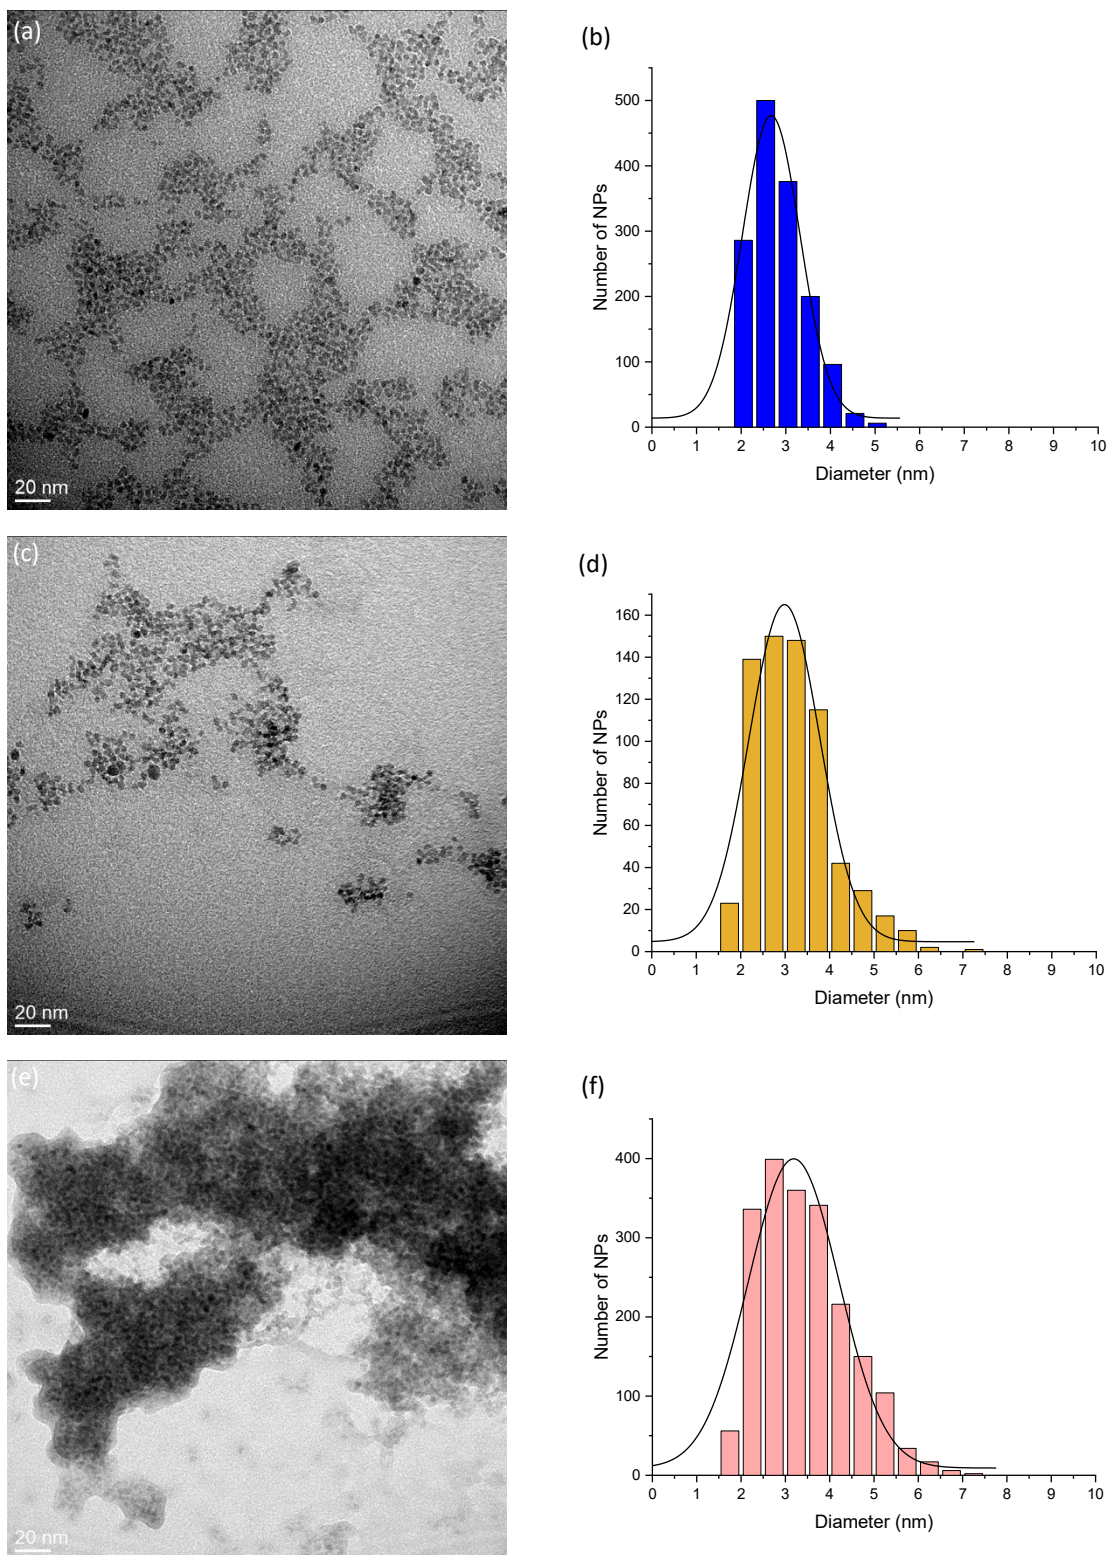 (a)
20 nm
(b)
500
400
300
200
100
0
Number of NPs
0 1 2 3 4 5 6 7 8 9 10
Diameter (nm)
(c)
20 nm
(d)
160
140
120
100
80
60
40
20
0
Number of NPs
0 1 2 3 4 5 6 7 8 9 10
Diameter (nm)
(e)
20 nm
(f)
400
300
200
100
0
Number of NPs
0 1 2 3 4 5 6 7 8 9 10
Diameter (nm)